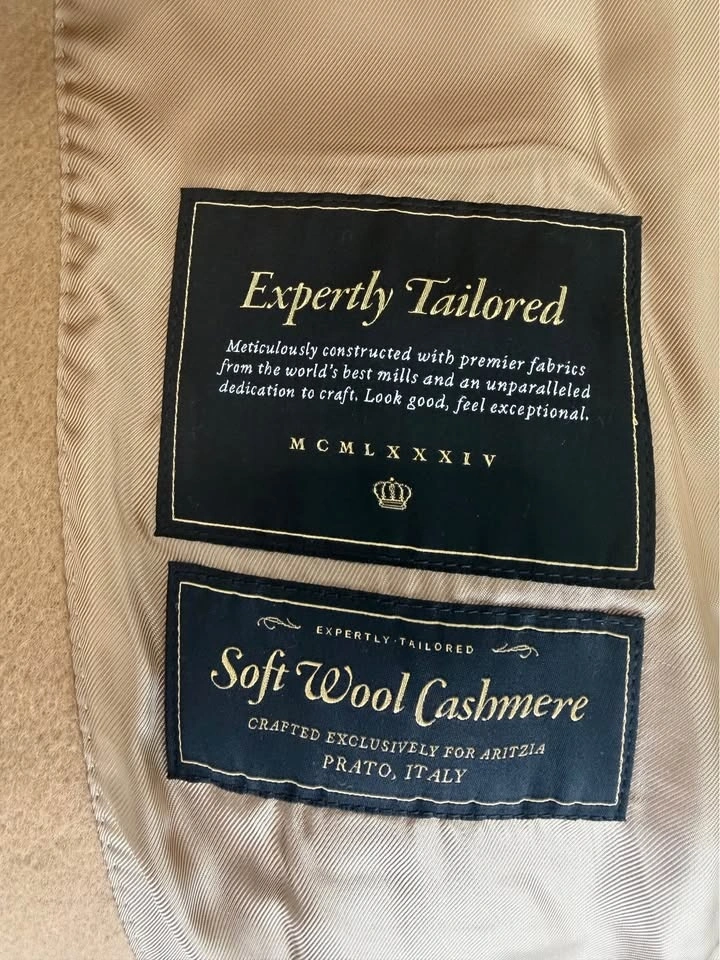 Expertly Tailored
Meticulously constructed with premier fabrics
from the world's best mills and an unparalleled
dedication to craft. Look good, feel exceptional.
MCMLXXXIV
EXPERTLY·TAILORED
Soft Wool Cashmere
CRAFTED EXCLUSIVELY FOR ARITZIA
PRATO, ITALY